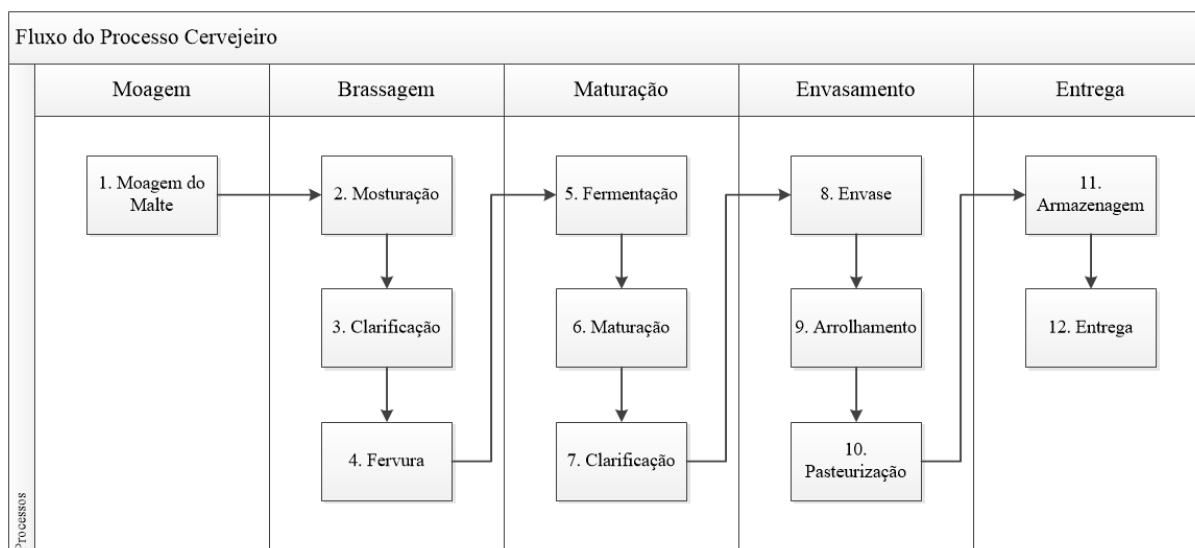 Fluxo do Processo Cervejeiro
Processos
Moagem
Brassagem
Maturação
Envasamento
Entrega
1. Moagem do
Malte
2. Mosturação
3. Clarificação
4. Fervura
5. Fermentação
6. Maturação
7. Clarificação
8. Envase
9. Arrolhamento
10.
Pasteurização
11.
Armazenagem
12. Entrega